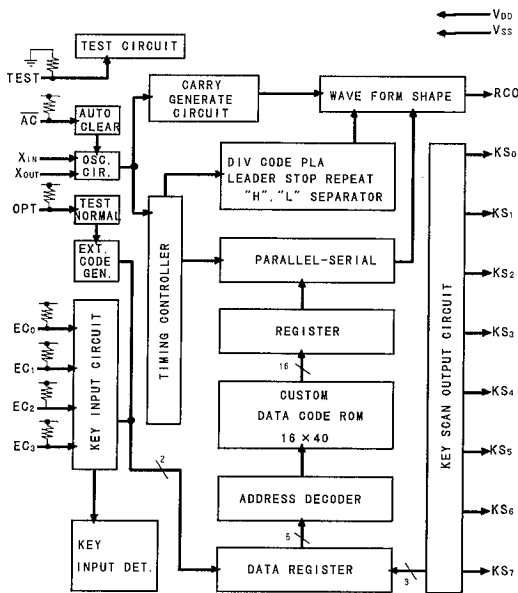 VDD
VSS
TEST CIRCUIT
TEST
CARRY
GENERATE
CIRCUIT
WAVE FORM SHAPE
RCO
AC
AUTO
CLEAR
XIN
XOUT
OSC.
CIR.
OPT
TEST
NORMAL
EXT.
CODE
GEN.
DIV CODE PLA
LEADER STOP REPEAT
"H", "L" SEPARATOR
TIMING CONTROLLER
PARALLEL-SERIAL
REGISTER
16
CUSTOM
DATA CODE ROM
16×40
ADDRESS DECODER
5
DATA REGISTER
2
3
EC0
EC1
EC2
EC3
KEY INPUT CIRCUIT
KEY
INPUT DET.
KEY SCAN OUTPUT CIRCUIT
KS0
KS1
KS2
KS3
KS4
KS5
KS6
KS7